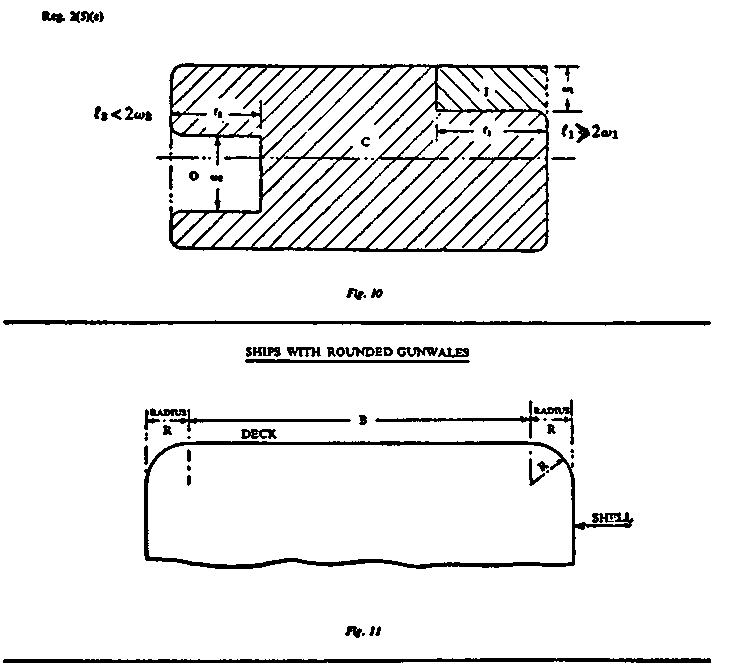 Reg. 2(5)(e)
ℓ₂ < 2ω₂
ℓ₂
I
ℓ₁
C
ℓ₁ ⩾ 2ω₁
O
ω₂
Fig. 10
SHIPS WITH ROUNDED GUNWALES
RADIUS
R
B
RADIUS
R
DECK
R
SHELL
Fig. 11